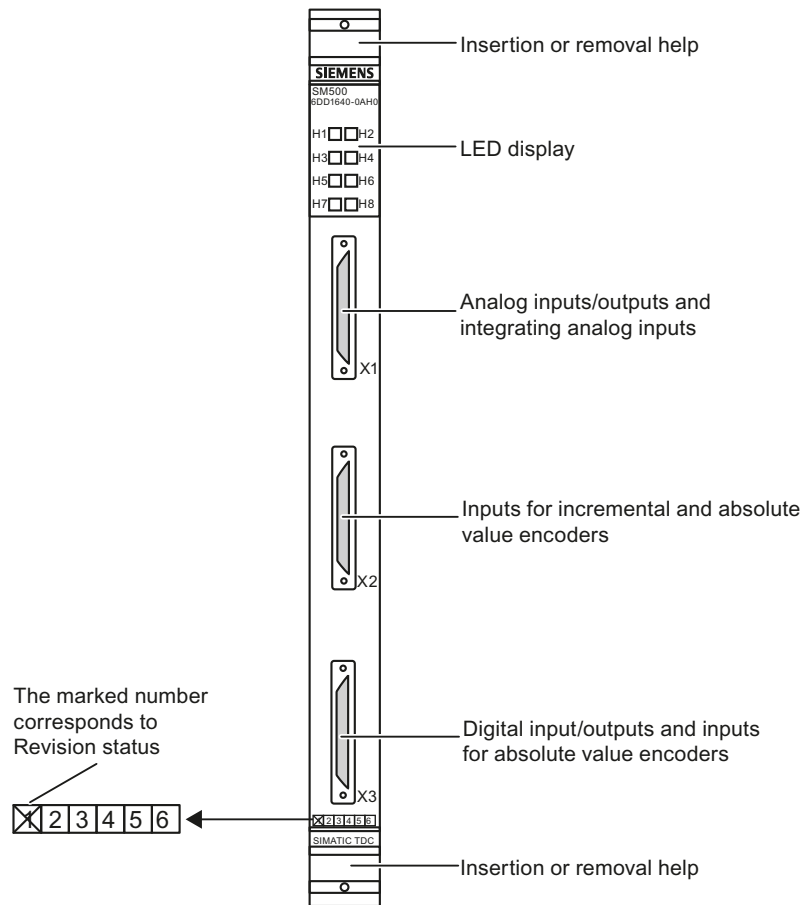 Insertion or removal help
SIEMENS
SM500
6DD1640-0AH0
H1 H2
LED display
H3 H4
H5 H6
H7 H8
Analog inputs/outputs and
integrating analog inputs
X1
Inputs for incremental and absolute
value encoders
X2
The marked number
corresponds to
Revision status
Digital input/outputs and inputs
for absolute value encoders
X3
1 2 3 4 5 6
2 3 4 5 6
SIMATIC TDC
Insertion or removal help